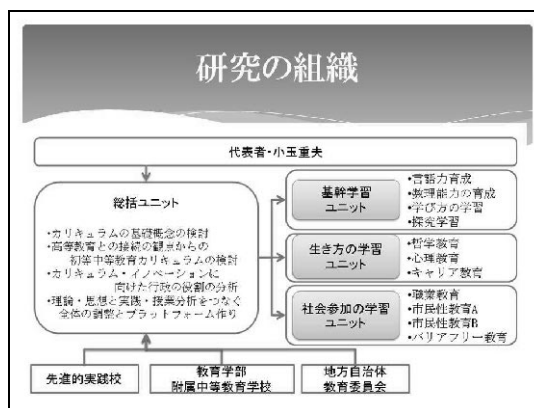 研究の組織
代表者・小玉重夫
総括ユニット
•カリキュラムの基礎概念の検討
•高等教育との接続の観点からの
初等中等教育カリキュラムの検討
•カリキュラム・イノベーションに
向けた行政の役割の分析
•理論・思想と実践・授業分析をつなぐ
全体の調整とプラットフォーム作り
基幹学習
ユニット
•言語力育成
•数理能力の育成
•学び方の学習
•探究学習
生き方の学習
ユニット
•哲学教育
•心理教育
•キャリア教育
社会参加の学習
ユニット
•職業教育
•市民性教育A
•市民性教育B
•バリアフリー教育
先進的実践校
教育学部
附属中等教育学校
地方自治体
教育委員会